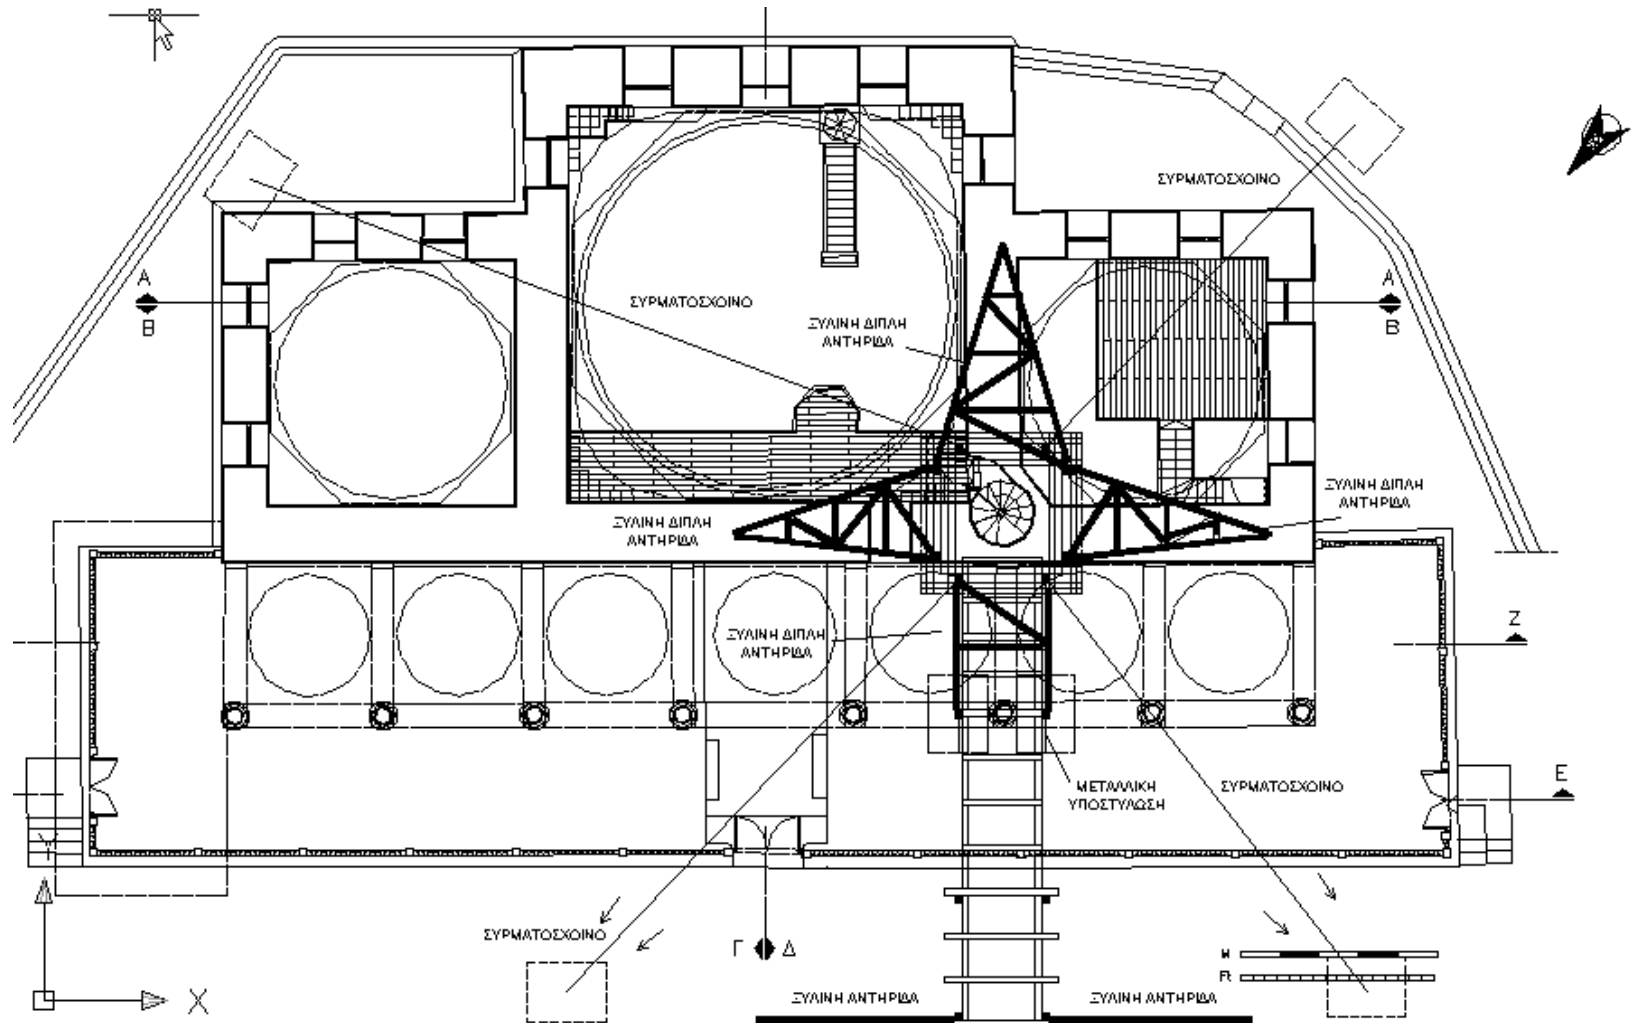 ΣΥΡΜΑΤΟΣΧΟΙΝΟ
Α
Β
ΣΥΡΜΑΤΟΣΧΟΙΝΟ
ΞΥΛΙΝΗ ΔΙΠΛΗ
ΑΝΤΗΡΙΔΑ
Α
Β
ΞΥΛΙΝΗ ΔΙΠΛΗ
ΑΝΤΗΡΙΔΑ
ΞΥΛΙΝΗ ΔΙΠΛΗ
ΑΝΤΗΡΙΔΑ
ΞΥΛΙΝΗ ΔΙΠΛΗ
ΑΝΤΗΡΙΔΑ
Ζ
ΜΕΤΑΛΛΙΚΗ
ΥΠΟΣΤΥΛΩΣΗ
ΣΥΡΜΑΤΟΣΧΟΙΝΟ
Ε
Y
ΣΥΡΜΑΤΟΣΧΟΙΝΟ
Γ Δ
M
Ft
X
ΞΥΛΙΝΗ ΑΝΤΗΡΙΔΑ
ΞΥΛΙΝΗ ΑΝΤΗΡΙΔΑ